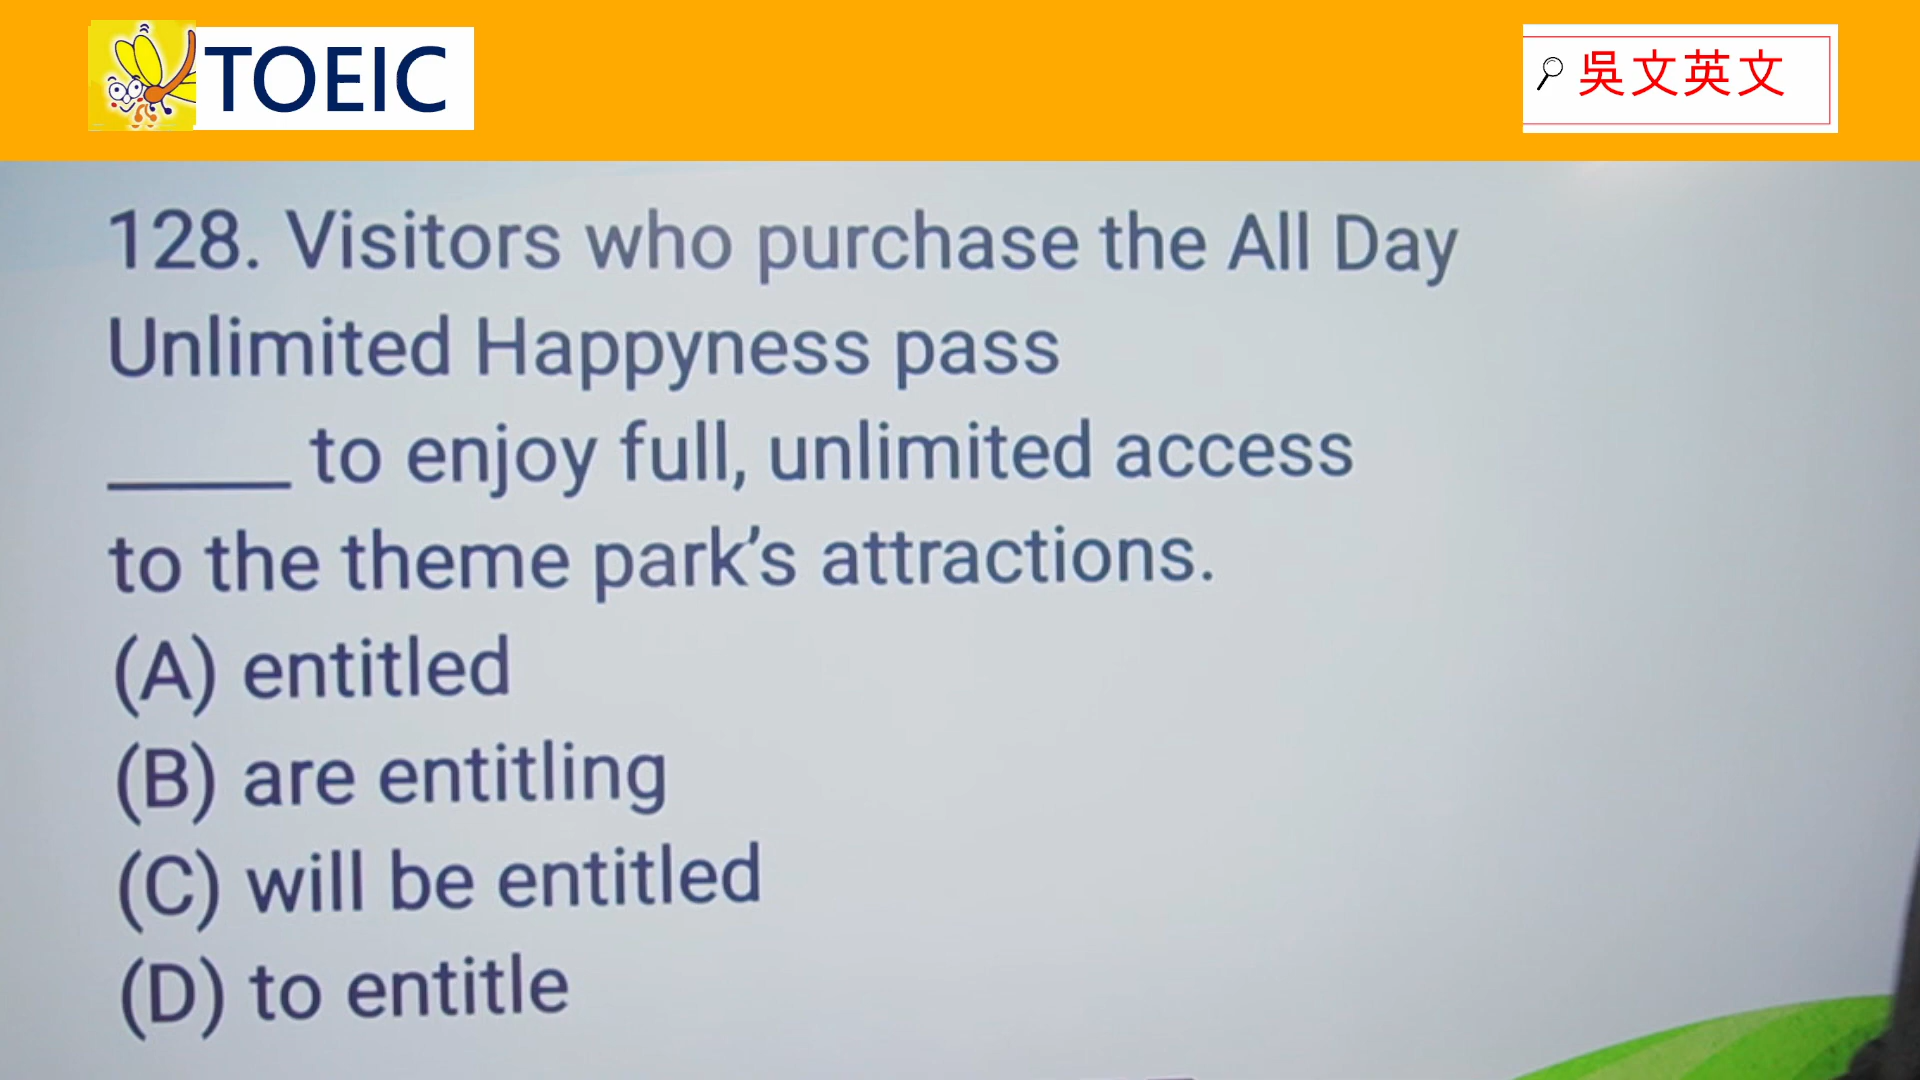 TOEIC
吳文英文
128. Visitors who purchase the All Day
Unlimited Happyness pass
_____ to enjoy full, unlimited access
to the theme park’s attractions.
(A) entitled
(B) are entitling
(C) will be entitled
(D) to entitle